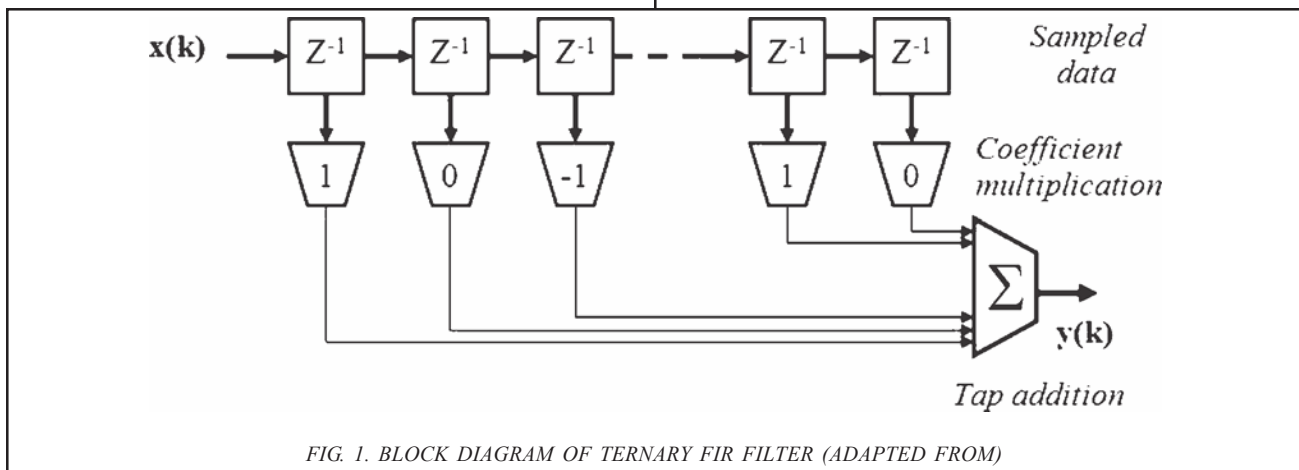 x(k)
Z⁻¹ Z⁻¹ Z⁻¹ Z⁻¹ Z⁻¹
Sampled
data
1 0 -1 1 0
Coefficient
multiplication
Σ
y(k)
Tap addition
FIG. 1. BLOCK DIAGRAM OF TERNARY FIR FILTER (ADAPTED FROM)